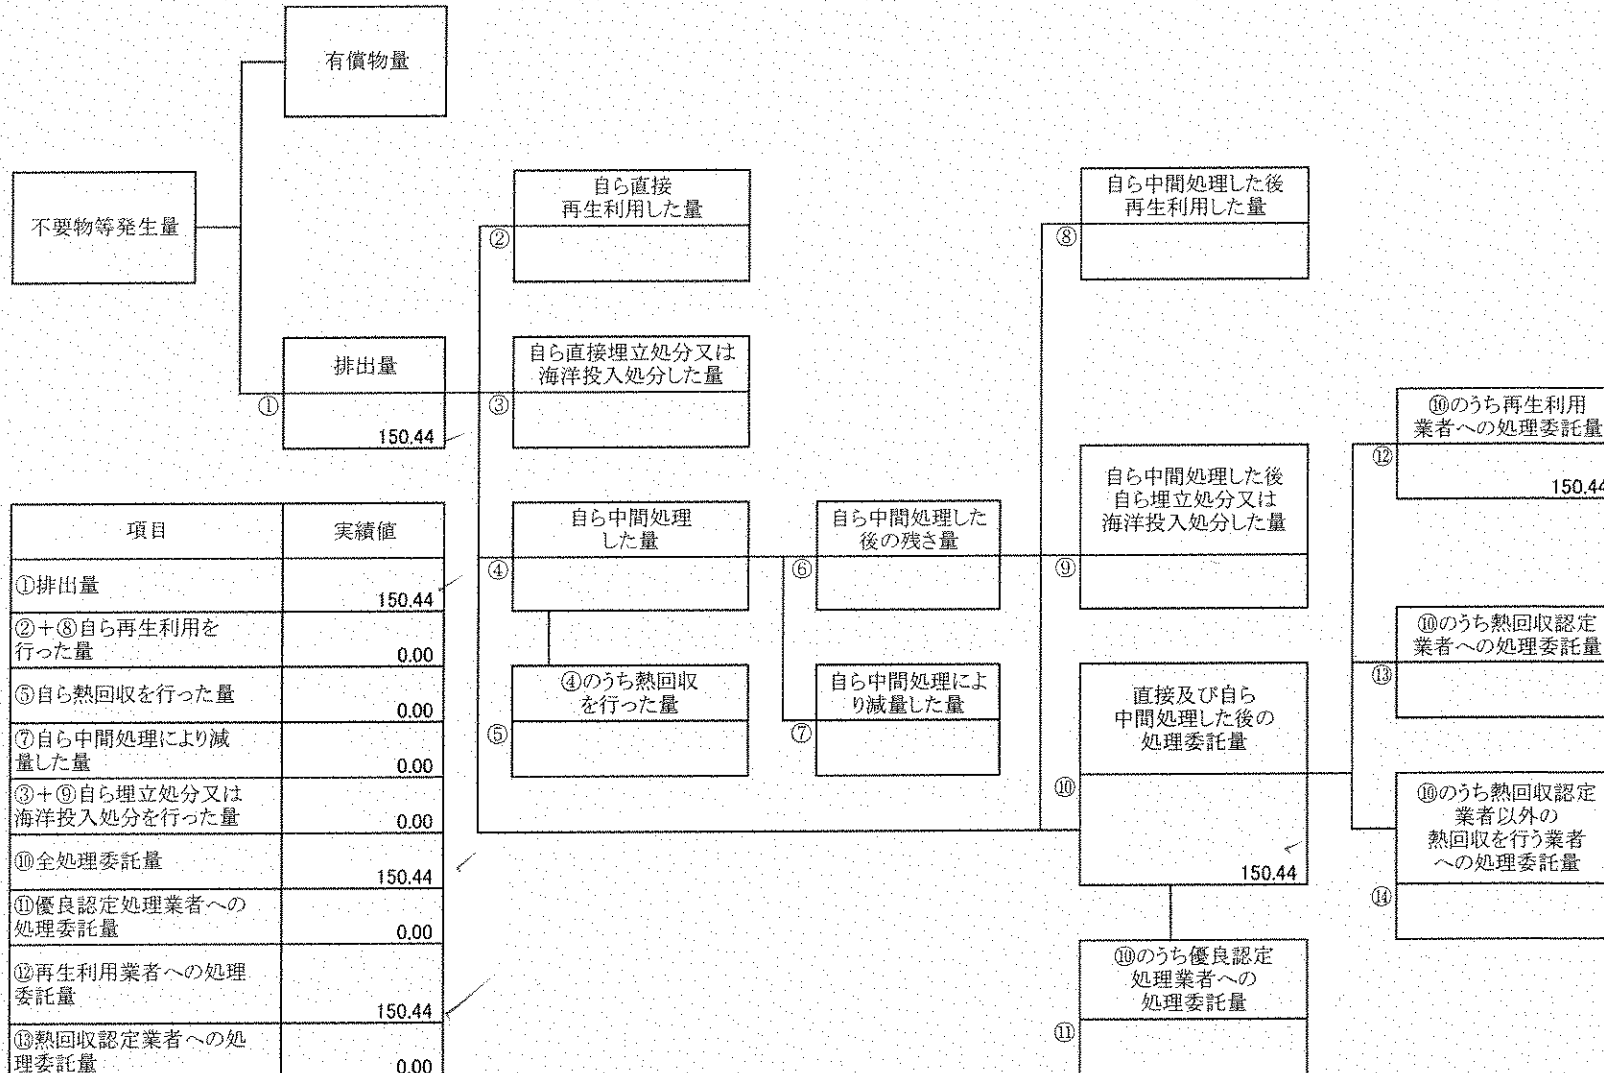 有償物量
不要物等発生量
排出量
①
150.44
自ら直接
再生利用した量
②
自ら直接埋立処分又は
海洋投入処分した量
③
自ら中間処理
した量
④
④のうち熱回収
を行った量
⑤
自ら中間処理した
後の残さ量
⑥
自ら中間処理によ
り減量した量
⑦
自ら中間処理した後
再生利用した量
⑧
自ら中間処理した後
自ら埋立処分又は
海洋投入処分した量
⑨
直接及び自ら
中間処理した後の
処理委託量
⑩
150.44
⑩のうち優良認定
処理業者への
処理委託量
⑪
⑩のうち再生利用
業者への処理委託量
⑫
150.44
⑩のうち熱回収認定
業者への処理委託量
⑬
⑩のうち熱回収認定
業者以外の
熱回収を行う業者
への処理委託量
⑭
項目 実績値
①排出量
150.44
②+⑧自ら再生利用を
行った量 0.00
⑤自ら熱回収を行った量
0.00
⑦自ら中間処理により減
量した量 0.00
③+⑨自ら埋立処分又は
海洋投入処分を行った量 0.00
⑩全処理委託量
150.44
⑪優良認定処理業者への
処理委託量 0.00
⑫再生利用業者への処理
委託量
150.44
⑬熱回収認定業者への処
理委託量 0.00